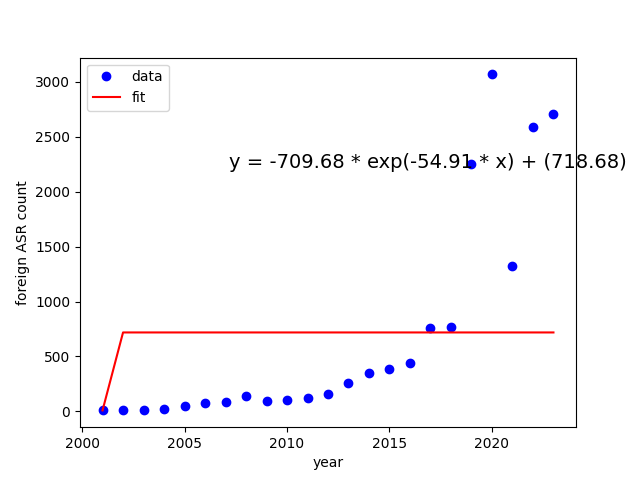 data
fit
3000
2500
2000
1500
1000
500
0
foreign ASR count
y = -709.68 * exp(-54.91 * x) + (718.68)
2000
2005
2010
2015
2020
year